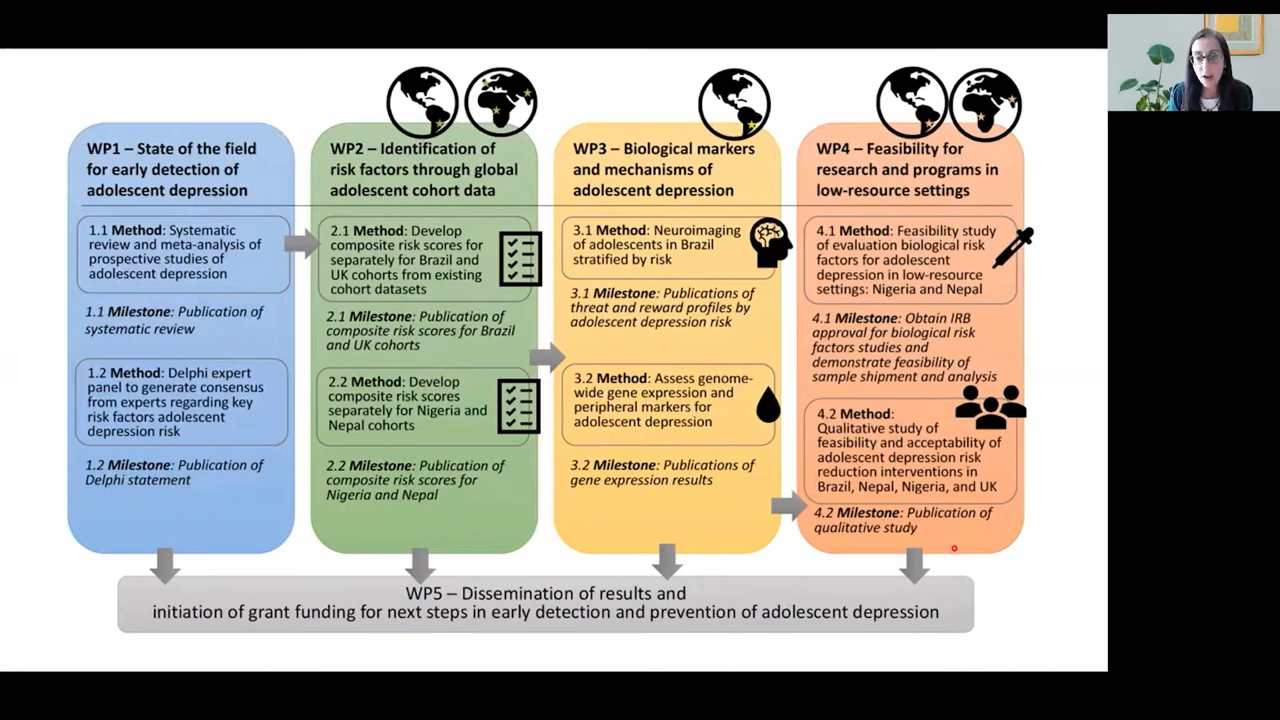 WP1 – State of the field
for early detection of
adolescent depression
1.1 Method: Systematic
review and meta-analysis of
prospective studies of
adolescent depression
1.1 Milestone: Publication of
systematic review
1.2 Method: Delphi expert
panel to generate consensus
from experts regarding key
risk factors adolescent
depression risk
1.2 Milestone: Publication of
Delphi statement
WP2 – Identification of
risk factors through global
adolescent cohort data
2.1 Method: Develop
composite risk scores for
separately for Brazil and
UK cohorts from existing
cohort datasets
2.1 Milestone: Publication of
composite risk scores for Brazil
and UK cohorts
2.2 Method: Develop
composite risk scores
separately for Nigeria and
Nepal cohorts
2.2 Milestone: Publication of
composite risk scores for
Nigeria and Nepal
WP3 – Biological markers
and mechanisms of
adolescent depression
3.1 Method: Neuroimaging
of adolescents in Brazil
stratified by risk
3.1 Milestone: Publications of
threat and reward profiles by
adolescent depression risk
3.2 Method: Assess genome-
wide gene expression and
peripheral markers for
adolescent depression
3.2 Milestone: Publications of
gene expression results
WP4 – Feasibility for
research and programs in
low-resource settings
4.1 Method: Feasibility study
of evaluation biological risk
factors for adolescent
depression in low-resource
settings: Nigeria and Nepal
4.1 Milestone: Obtain IRB
approval for biological risk
factors studies and
demonstrate feasibility of
sample shipment and analysis
4.2 Method:
Qualitative study of
feasibility and acceptability of
adolescent depression risk
reduction interventions in
Brazil, Nepal, Nigeria, and UK
4.2 Milestone: Publication of
qualitative study
WP5 – Dissemination of results and
initiation of grant funding for next steps in early detection and prevention of adolescent depression